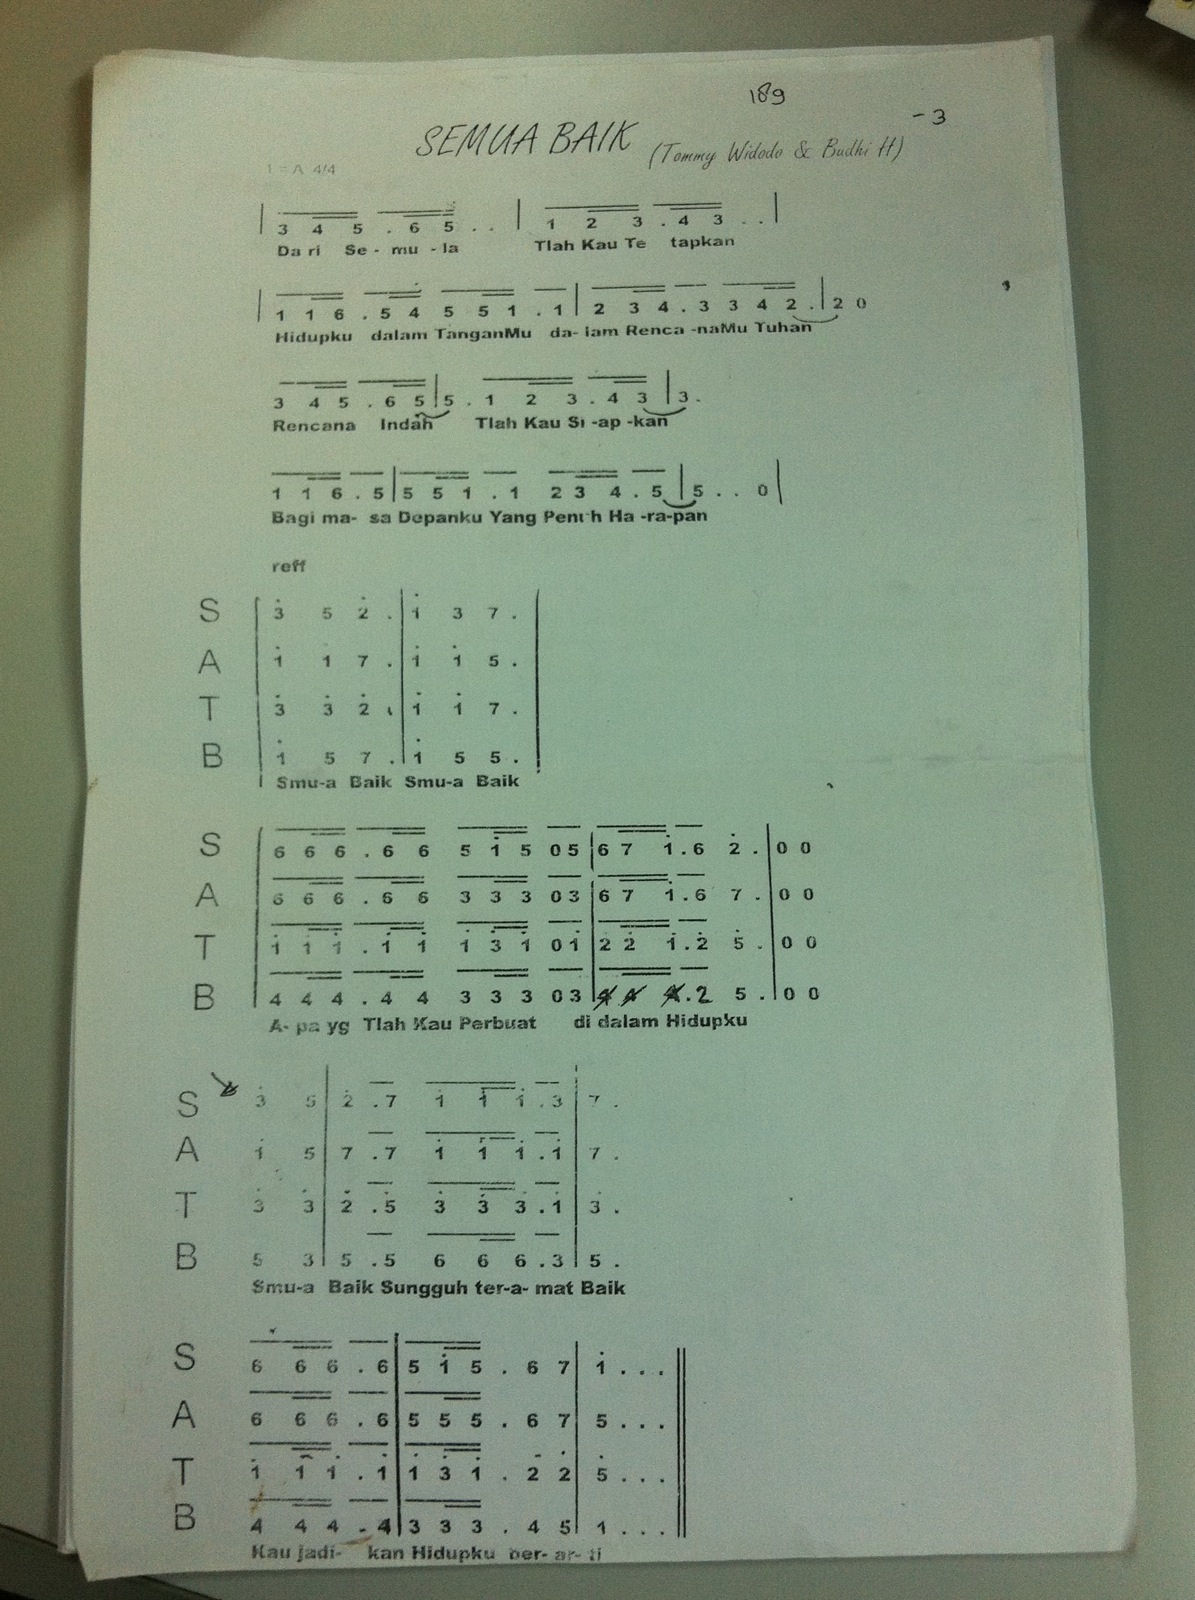 189
- 3
SEMUA BAIK (Tommy Widodo & Budhi H)
1 = A 4/4
| 3 4 5 . 6 5 . . | 1 2 3 . 4 3 . . |
Da ri Se - mu - la Tlah Kau Te tapkan
| 1 1 6 . 5 4 5 5 1 . 1 | 2 3 4 . 3 3 4 2 . | 2 0
Hidupku dalam TanganMu da- lam Renca -naMu Tuhan
3 4 5 . 6 5 | 5 . 1 2 3 . 4 3 | 3 .
Rencana Indah Tlah Kau Si -ap -kan
1 1 6 . 5 | 5 5 1 . 1 2 3 4 . 5 | 5 . . 0 |
Bagi ma- sa Depanku Yang Penuh Ha -ra-pan
reff
S | 3̇ 5 2̇ . | 1̇ 3 7 . |
A | 1̇ 1 7 . | 1̇ 1̇ 5 . |
T | 3̇ 3̇ 2̇ . | 1̇ 1̇ 7 . |
B | 1̇ 5 7 . | 1̇ 5 5 . |
Smu-a Baik Smu-a Baik
S | 6 6 6 . 6 6 5 1̇ 5 0 5 | 6 7 1̇ . 6 2̇ . | 0 0
A | 6 6 6 . 6 6 3 3 3 0 3 | 6 7 1̇ . 6 7 . | 0 0
T | 1̇ 1̇ 1̇ . 1̇ 1̇ 1̇ 3̇ 1̇ 0 1̇ | 2̇ 2̇ 1̇ . 2̇ 5̇ . | 0 0
B | 4 4 4 . 4 4 3 3 3 0 3 | . 2 5 . | 0 0
A- pa yg Tlah Kau Perbuat di dalam Hidupku
S 3̇ 5 | 2̇ . 7 1̇ 1̇ 1̇ . 3 | 7 .
A 1̇ 5 | 7 . 7 1̇ 1̇ 1̇ . 1̇ | 7 .
T 3̇ 3̇ | 2̇ . 5 3̇ 3̇ 3̇ . 1̇ | 3̇ .
B 5 3 | 5 . 5 6 6 6 . 3 | 5 .
Smu-a Baik Sungguh ter-a- mat Baik
S 6 6 6 . 6 | 5 1̇ 5 . 6 7 | 1̇ . . . ||
A 6 6 6 . 6 | 5 5 5 . 6 7 | 5 . . . ||
T 1̇ 1̇ 1̇ . 1̇ | 1̇ 3̇ 1̇ . 2̇ 2̇ | 5̇ . . . ||
B 4 4 4 . 4 | 3 3 3 . 4 5 | 1 . . . ||
Kau jadi- kan Hidupku ber- ar- ti